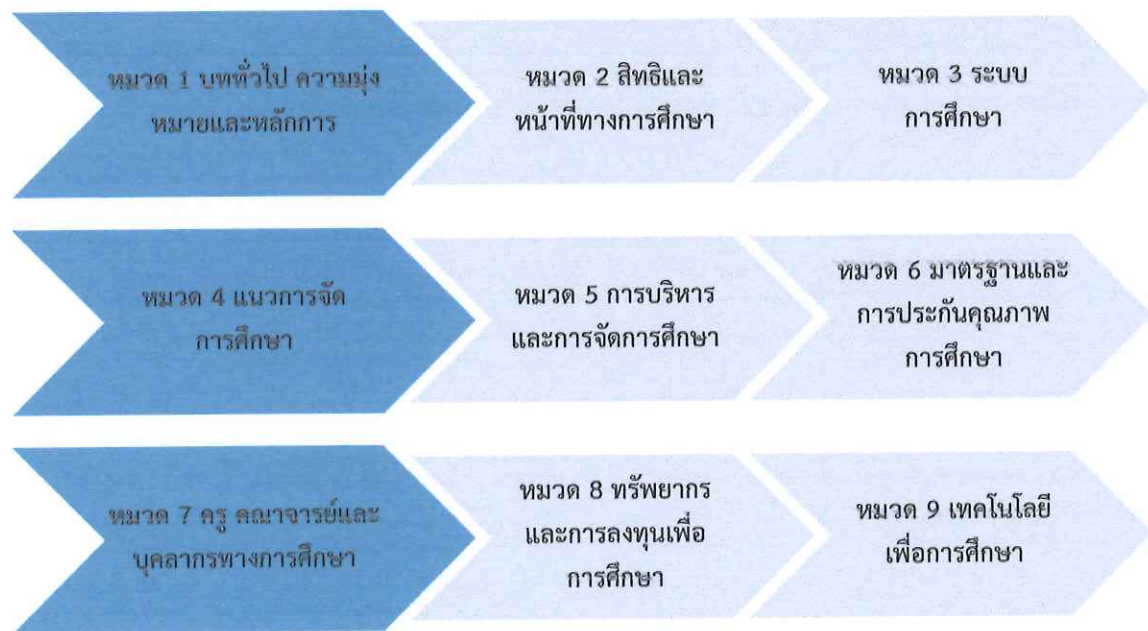 หมวด 1 บททั่วไป ความมุ่ง
หมายและหลักการ
หมวด 2 สิทธิและ
หน้าที่ทางการศึกษา
หมวด 3 ระบบ
การศึกษา
หมวด 4 แนวการจัด
การศึกษา
หมวด 5 การบริหาร
และการจัดการศึกษา
หมวด 6 มาตรฐานและ
การประกันคุณภาพ
การศึกษา
หมวด 7 ครู คณาจารย์และ
บุคลากรทางการศึกษา
หมวด 8 ทรัพยากร
และการลงทุนเพื่อ
การศึกษา
หมวด 9 เทคโนโลยี
เพื่อการศึกษา